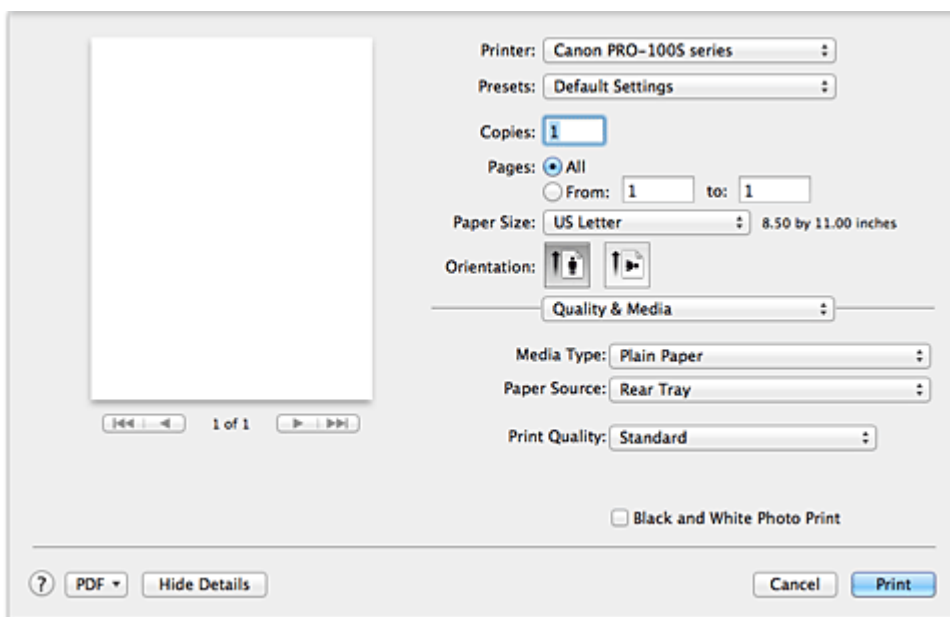 Printer: Canon PRO-100S series
Presets: Default Settings
Copies: 1
Pages: All
From: 1 to: 1
Paper Size: US Letter 8.50 by 11.00 inches
Orientation:
Quality & Media
Media Type: Plain Paper
Paper Source: Rear Tray
1 of 1
Print Quality: Standard
Black and White Photo Print
? PDF Hide Details Cancel Print